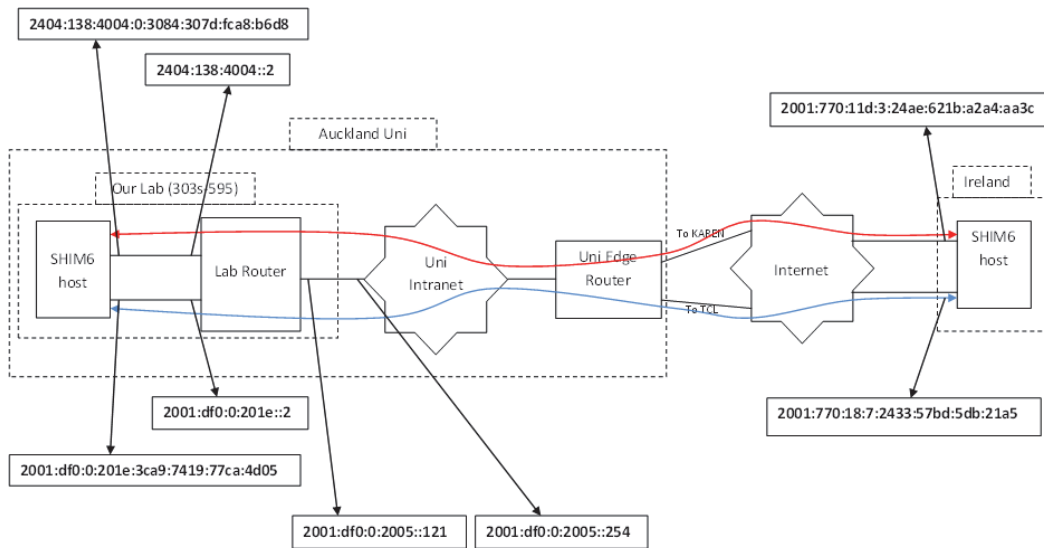 2404:138:4004:0:3084:307d:fca8:b6d8
2404:138:4004::2
2001:770:11d:3:24ae:621b:a2a4:aa3c
Auckland Uni
Our Lab (303s-595)
Ireland
SHIM6
host
Lab Router
Uni
Intranet
Uni Edge
Router
To KAREN
To TCL
Internet
SHIM6
host
2001:df0:0:201e::2
2001:770:18:7:2433:57bd:5db:21a5
2001:df0:0:201e:3ca9:7419:77ca:4d05
2001:df0:0:2005::121
2001:df0:0:2005::254